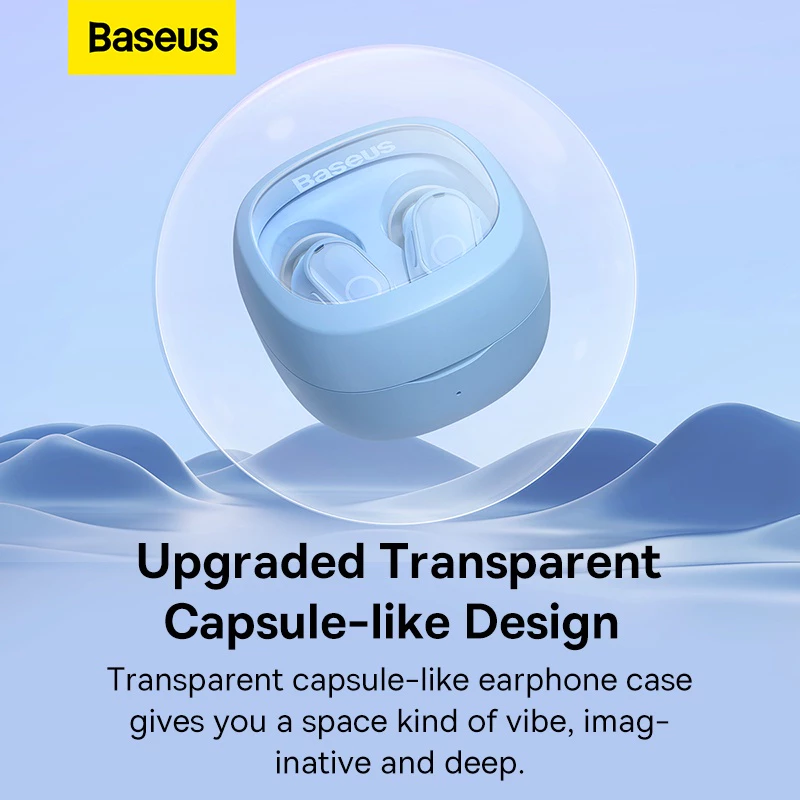 Baseus
Baseus
Upgraded Transparent
Capsule-like Design
Transparent capsule-like earphone case
gives you a space kind of vibe, imag-
inative and deep.